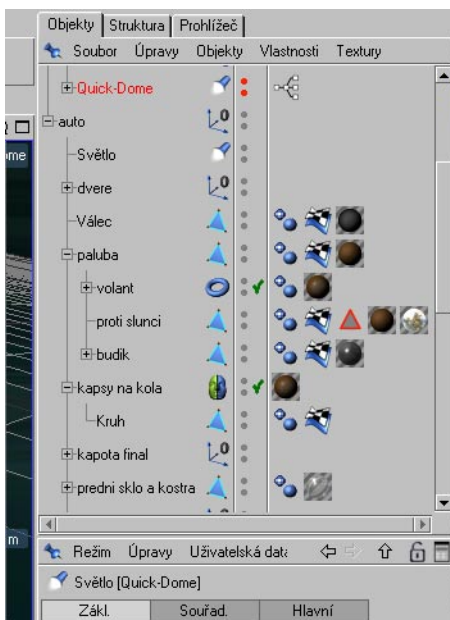 Objekty Struktura Prohlížeč
Soubor Úpravy Objekty Vlastnosti Textury
Quick-Dome
auto
ome
Světlo
dvere
Válec
paluba
volant
proti slunci
budik
kapsy na kola
Kruh
kapota final
predni sklo a kostra
m
Režim Úpravy Uživatelská data
Světlo [Quick-Dome]
Zákl. Souřad. Hlavní